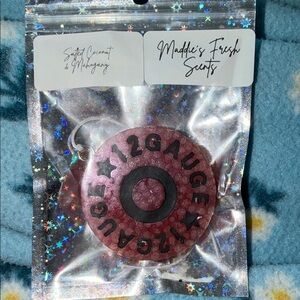 Salted Coconut
& Mahogany
Maddie's Fresh
Scents
★12GAUGE★12GAUGE